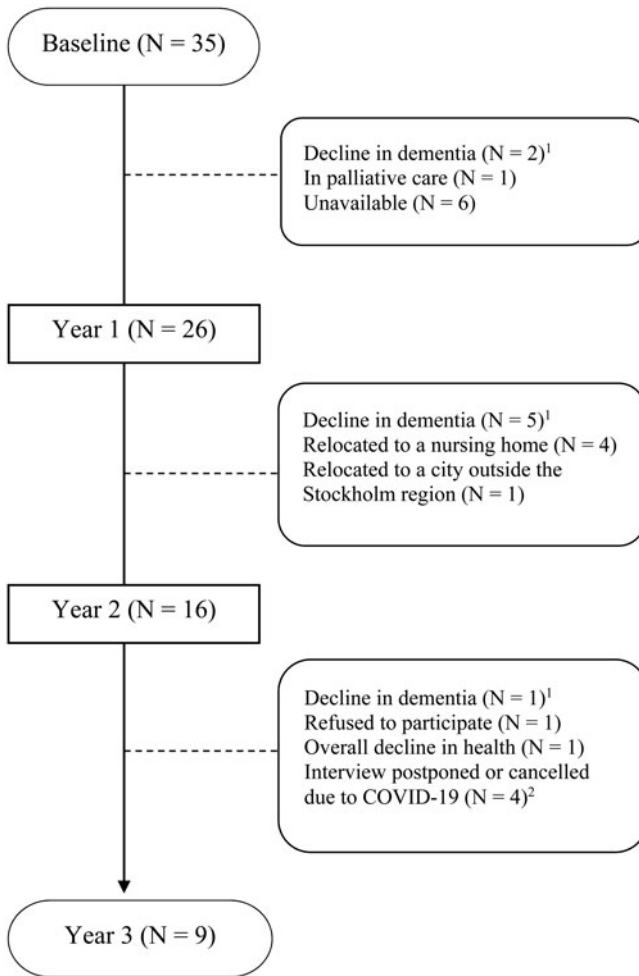 Baseline (N = 35)
Decline in dementia (N = 2)¹
In palliative care (N = 1)
Unavailable (N = 6)
Year 1 (N = 26)
Decline in dementia (N = 5)¹
Relocated to a nursing home (N = 4)
Relocated to a city outside the
Stockholm region (N = 1)
Year 2 (N = 16)
Decline in dementia (N = 1)¹
Refused to participate (N = 1)
Overall decline in health (N = 1)
Interview postponed or cancelled
due to COVID-19 (N = 4)²
Year 3 (N = 9)